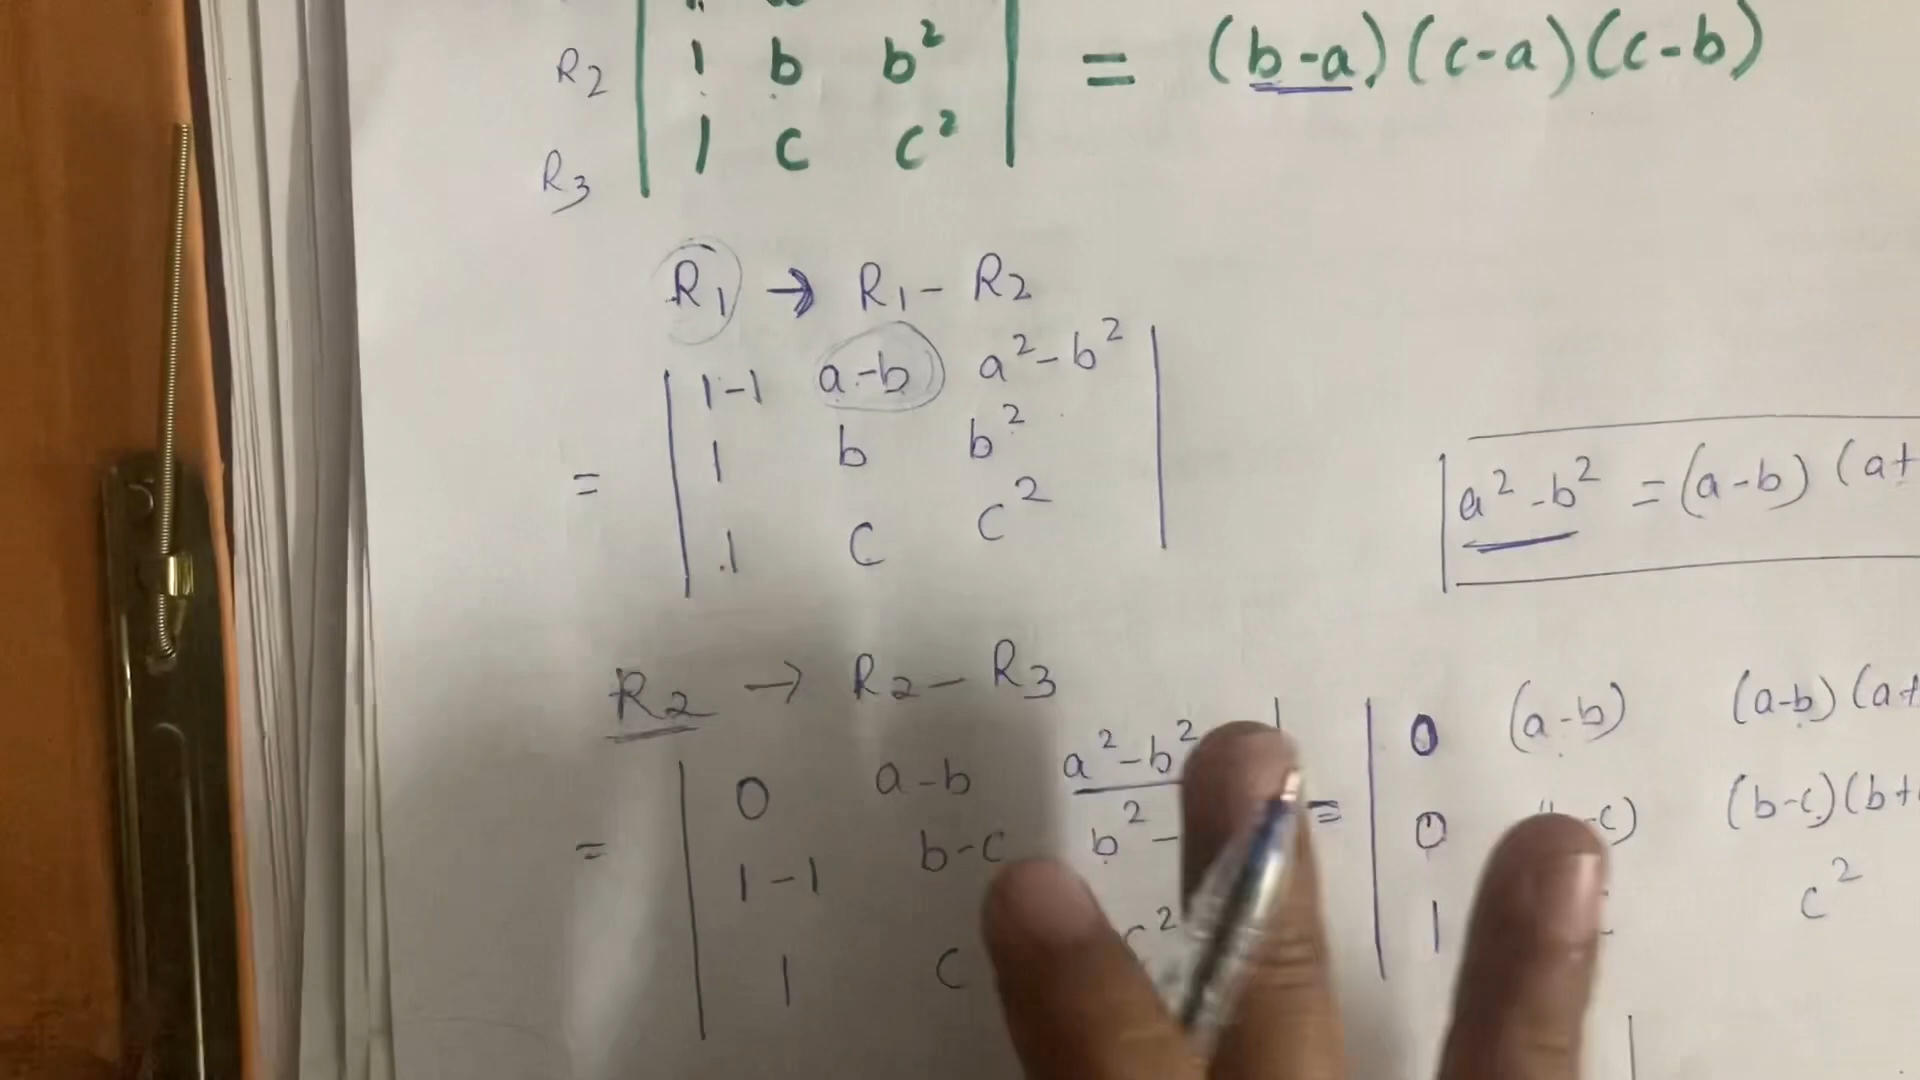 R2 | 1 b b² | = (b-a)(c-a)(c-b)
R3 | 1 c c² |
R1 → R1 - R2
| 1-1 a-b a²-b² |
| 1 b b² |
=
| 1 c c² |
a² - b² = (a-b) (a+
R2 → R2 - R3
| 0 a-b a²-b² | = | 0 (a-b) (a-b)(a+
= | 1-1 b-c b²- | 0 -c) (b-c)(b+
| 1 c c² | 1 c²